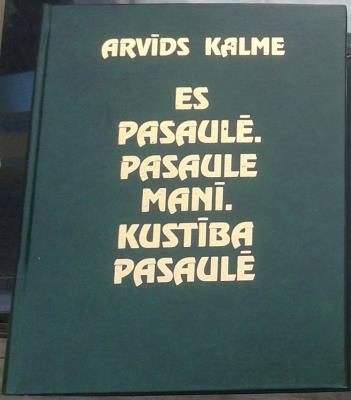 ARVĪDS KALME
ES
PASAULĒ.
PASAULE
MANĪ.
KUSTĪBA
PASAULĒ